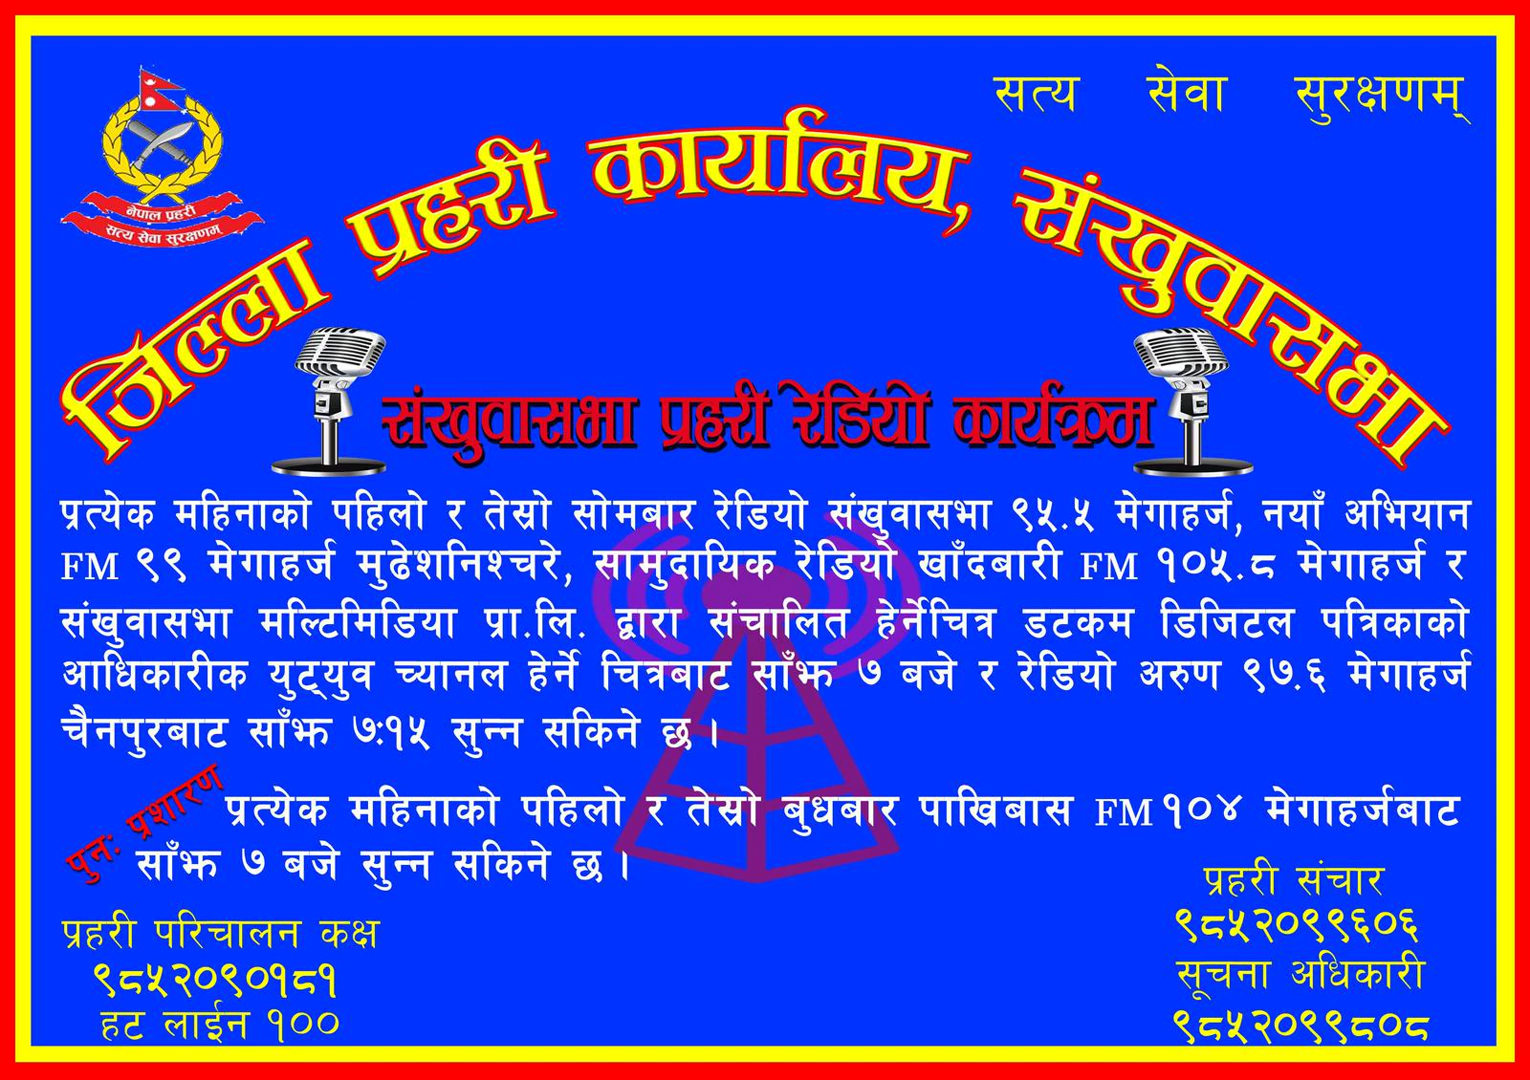 सत्य सेवा सुरक्षणम्
नेपाल प्रहरी
सत्य सेवा सुरक्षणम्
जिल्ला प्रहरी कार्यालय, संखुवासभा
संखुवासभा प्रहरी रेडियो कार्यक्रम
प्रत्येक महिनाको पहिलो र तेस्रो सोमबार रेडियो संखुवासभा ९५.५ मेगाहर्ज, नयाँ अभियान
FM ९९ मेगाहर्ज मुढेशनिश्चरे, सामुदायिक रेडियो खाँदबारी FM १०५.८ मेगाहर्ज र
संखुवासभा मल्टिमिडिया प्रा.लि. द्वारा संचालित हेर्नेचित्र डटकम डिजिटल पत्रिकाको
आधिकारीक युट्युव च्यानल हेर्ने चित्रबाट साँझ ७ बजे र रेडियो अरुण ९७.६ मेगाहर्ज
चैनपुरबाट साँझ ७:१५ सुन्न सकिने छ ।
पुनः प्रशारण
प्रत्येक महिनाको पहिलो र तेस्रो बुधबार पाखिबास FM १०४ मेगाहर्जबाट
साँझ ७ बजे सुन्न सकिने छ ।
प्रहरी परिचालन कक्ष
९८५२०९०१८१
हट लाईन १००
प्रहरी संचार
९८५२०९९६०६
सूचना अधिकारी
९८५२०९९८०८